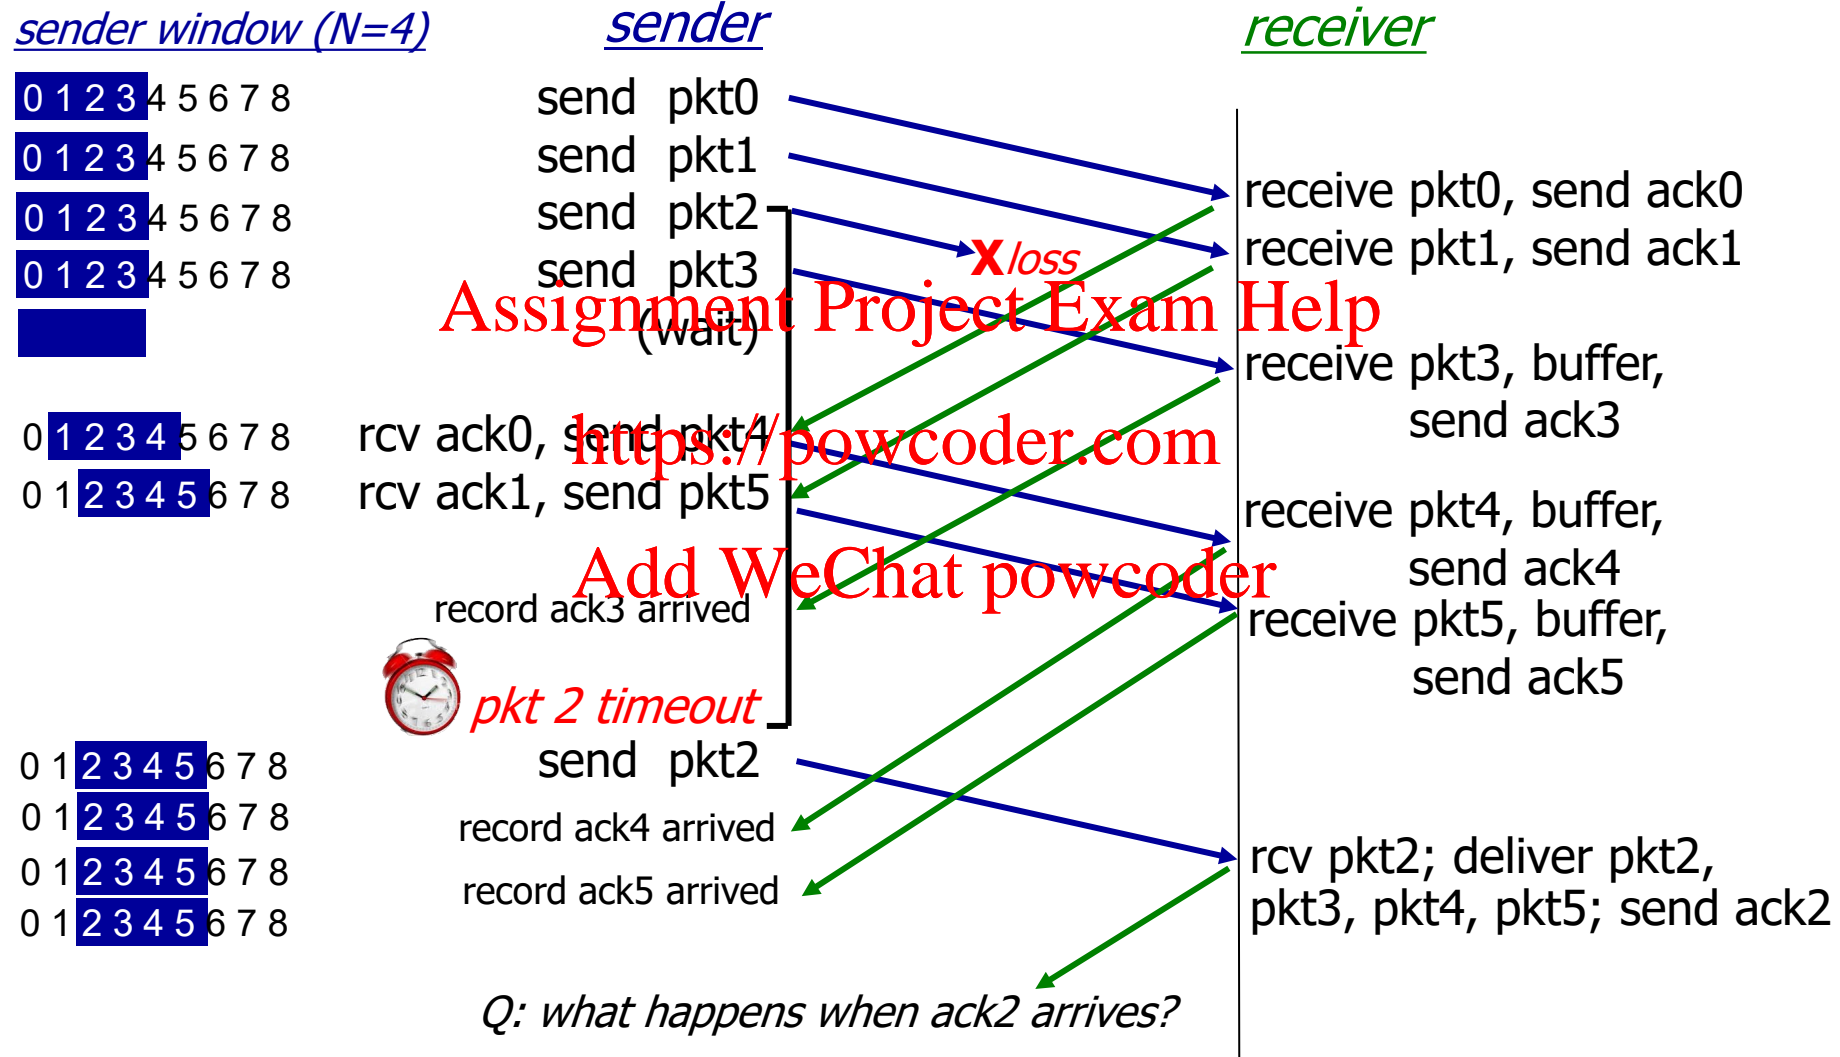 sender window (N=4)
sender
receiver
0 1 2 3 4 5 6 7 8
send pkt0
0 1 2 3 4 5 6 7 8
send pkt1
receive pkt0, send ack0
0 1 2 3 4 5 6 7 8
send pkt2
receive pkt1, send ack1
X loss
0 1 2 3 4 5 6 7 8
send pkt3
Assignment Project Exam Help
(wait)
receive pkt3, buffer,
send ack3
0 1 2 3 4 5 6 7 8
rcv ack0, send pkt4
https://powcoder.com
0 1 2 3 4 5 6 7 8
rcv ack1, send pkt5
receive pkt4, buffer,
send ack4
Add WeChat powcoder
record ack3 arrived
receive pkt5, buffer,
send ack5
pkt 2 timeout
0 1 2 3 4 5 6 7 8
send pkt2
0 1 2 3 4 5 6 7 8
record ack4 arrived
0 1 2 3 4 5 6 7 8
record ack5 arrived
rcv pkt2; deliver pkt2,
pkt3, pkt4, pkt5; send ack2
0 1 2 3 4 5 6 7 8
Q: what happens when ack2 arrives?